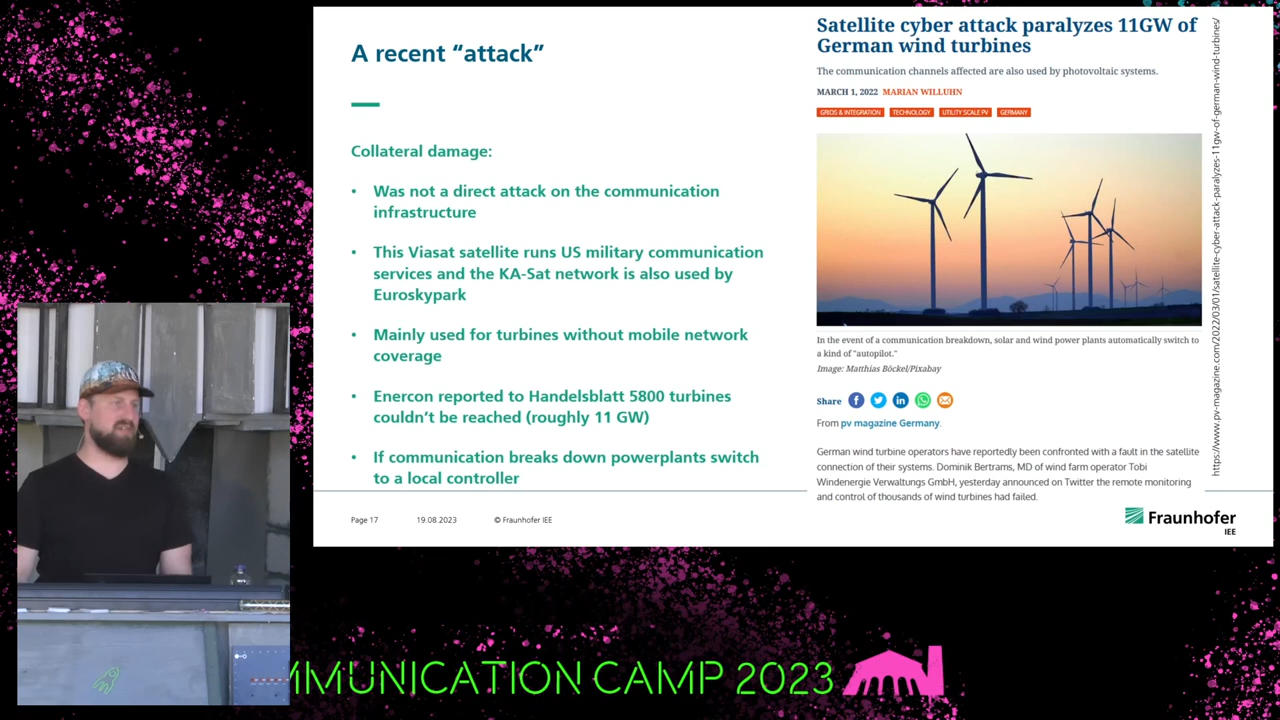 A recent “attack”
Collateral damage:
• Was not a direct attack on the communication
infrastructure
• This Viasat satellite runs US military communication
services and the KA-Sat network is also used by
Euroskypark
• Mainly used for turbines without mobile network
coverage
• Enercon reported to Handelsblatt 5800 turbines
couldn’t be reached (roughly 11 GW)
• If communication breaks down powerplants switch
to a local controller
Page 17 19.08.2023 © Fraunhofer IEE
Satellite cyber attack paralyzes 11GW of
German wind turbines
The communication channels affected are also used by photovoltaic systems.
MARCH 1, 2022 MARIAN WILLUHN
GRIDS & INTEGRATION TECHNOLOGY UTILITY SCALE PV GERMANY
In the event of a communication breakdown, solar and wind power plants automatically switch to
a kind of "autopilot."
Image: Matthias Böckel/Pixabay
Share
From pv magazine Germany.
German wind turbine operators have reportedly been confronted with a fault in the satellite
connection of their systems. Dominik Bertrams, MD of wind farm operator Tobi
Windenergie Verwaltungs GmbH, yesterday announced on Twitter the remote monitoring
and control of thousands of wind turbines had failed.
https://www.pv-magazine.com/2022/03/01/satellite-cyber-attack-paralyzes-11gw-of-german-wind-turbines/
Fraunhofer
IEE
MMUNICATION CAMP 2023